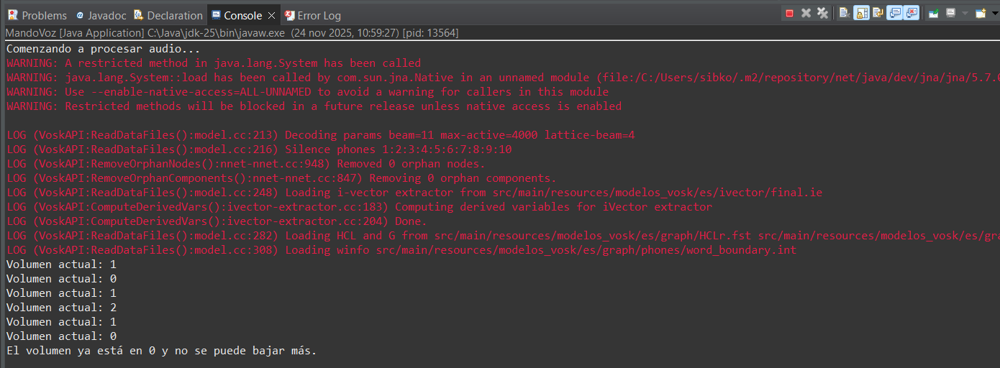 Problems Javadoc Declaration Console Error Log
MandoVoz [Java Application] C:\Java\jdk-25\bin\javaw.exe (24 nov 2025, 10:59:27) [pid: 13564]
Comenzando a procesar audio...
WARNING: A restricted method in java.lang.System has been called
WARNING: java.lang.System::load has been called by com.sun.jna.Native in an unnamed module (file:/C:/Users/sibko/.m2/repository/net/java/dev/jna/jna/5.7.0
WARNING: Use --enable-native-access=ALL-UNNAMED to avoid a warning for callers in this module
WARNING: Restricted methods will be blocked in a future release unless native access is enabled
LOG (VoskAPI:ReadDataFiles():model.cc:213) Decoding params beam=11 max-active=4000 lattice-beam=4
LOG (VoskAPI:ReadDataFiles():model.cc:216) Silence phones 1:2:3:4:5:6:7:8:9:10
LOG (VoskAPI:RemoveOrphanNodes():nnet-nnet.cc:948) Removed 0 orphan nodes.
LOG (VoskAPI:RemoveOrphanComponents():nnet-nnet.cc:847) Removing 0 orphan components.
LOG (VoskAPI:ReadDataFiles():model.cc:248) Loading i-vector extractor from src/main/resources/modelos_vosk/es/ivector/final.ie
LOG (VoskAPI:ComputeDerivedVars():ivector-extractor.cc:183) Computing derived variables for iVector extractor
LOG (VoskAPI:ComputeDerivedVars():ivector-extractor.cc:204) Done.
LOG (VoskAPI:ReadDataFiles():model.cc:282) Loading HCL and G from src/main/resources/modelos_vosk/es/graph/HCLr.fst src/main/resources/modelos_vosk/es/gra
LOG (VoskAPI:ReadDataFiles():model.cc:308) Loading winfo src/main/resources/modelos_vosk/es/graph/phones/word_boundary.int
Volumen actual: 1
Volumen actual: 0
Volumen actual: 1
Volumen actual: 2
Volumen actual: 1
Volumen actual: 0
El volumen ya está en 0 y no se puede bajar más.